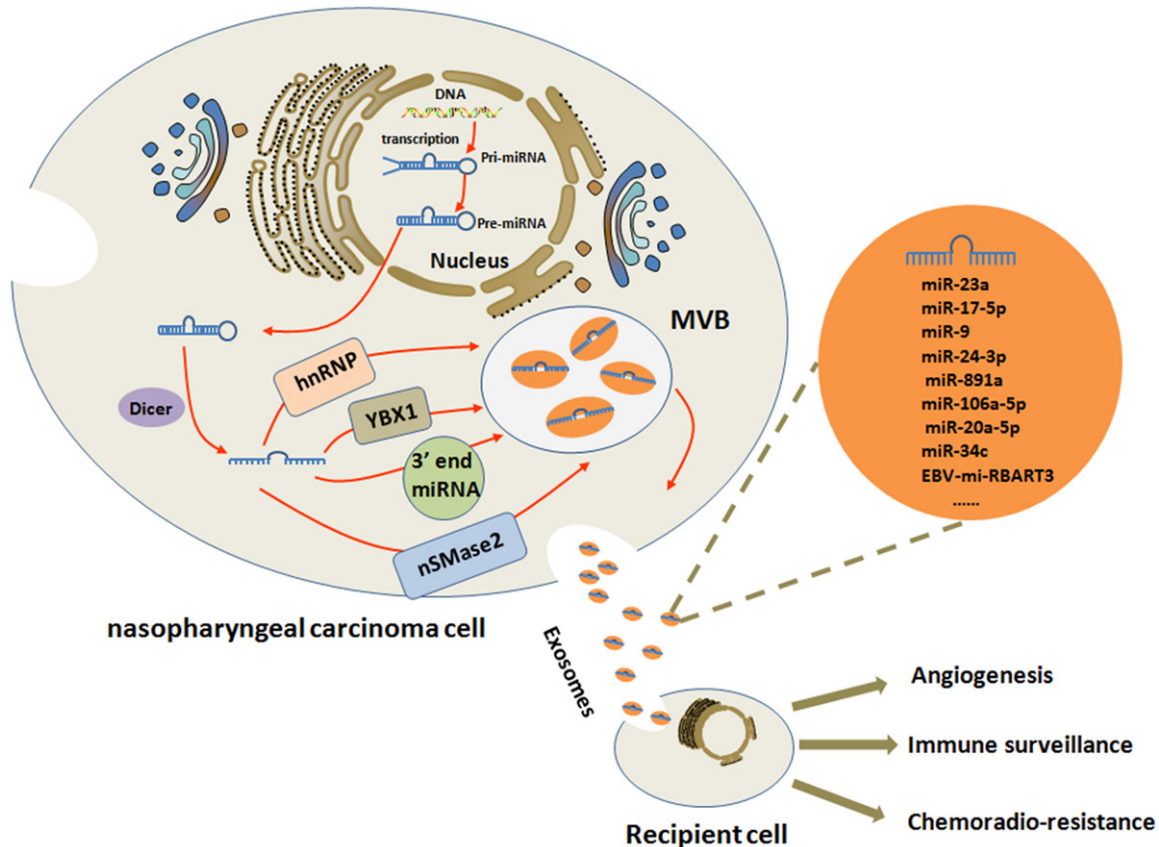 DNA
transcription
Pri-miRNA
Pre-miRNA
Nucleus
MVB
hnRNP
Dicer
YBX1
3' end
miRNA
nSMase2
nasopharyngeal carcinoma cell
miR-23a
miR-17-5p
miR-9
miR-24-3p
miR-891a
miR-106a-5p
miR-20a-5p
miR-34c
EBV-mi-RBART3
......
Exosomes
Angiogenesis
Immune surveillance
Chemoradio-resistance
Recipient cell